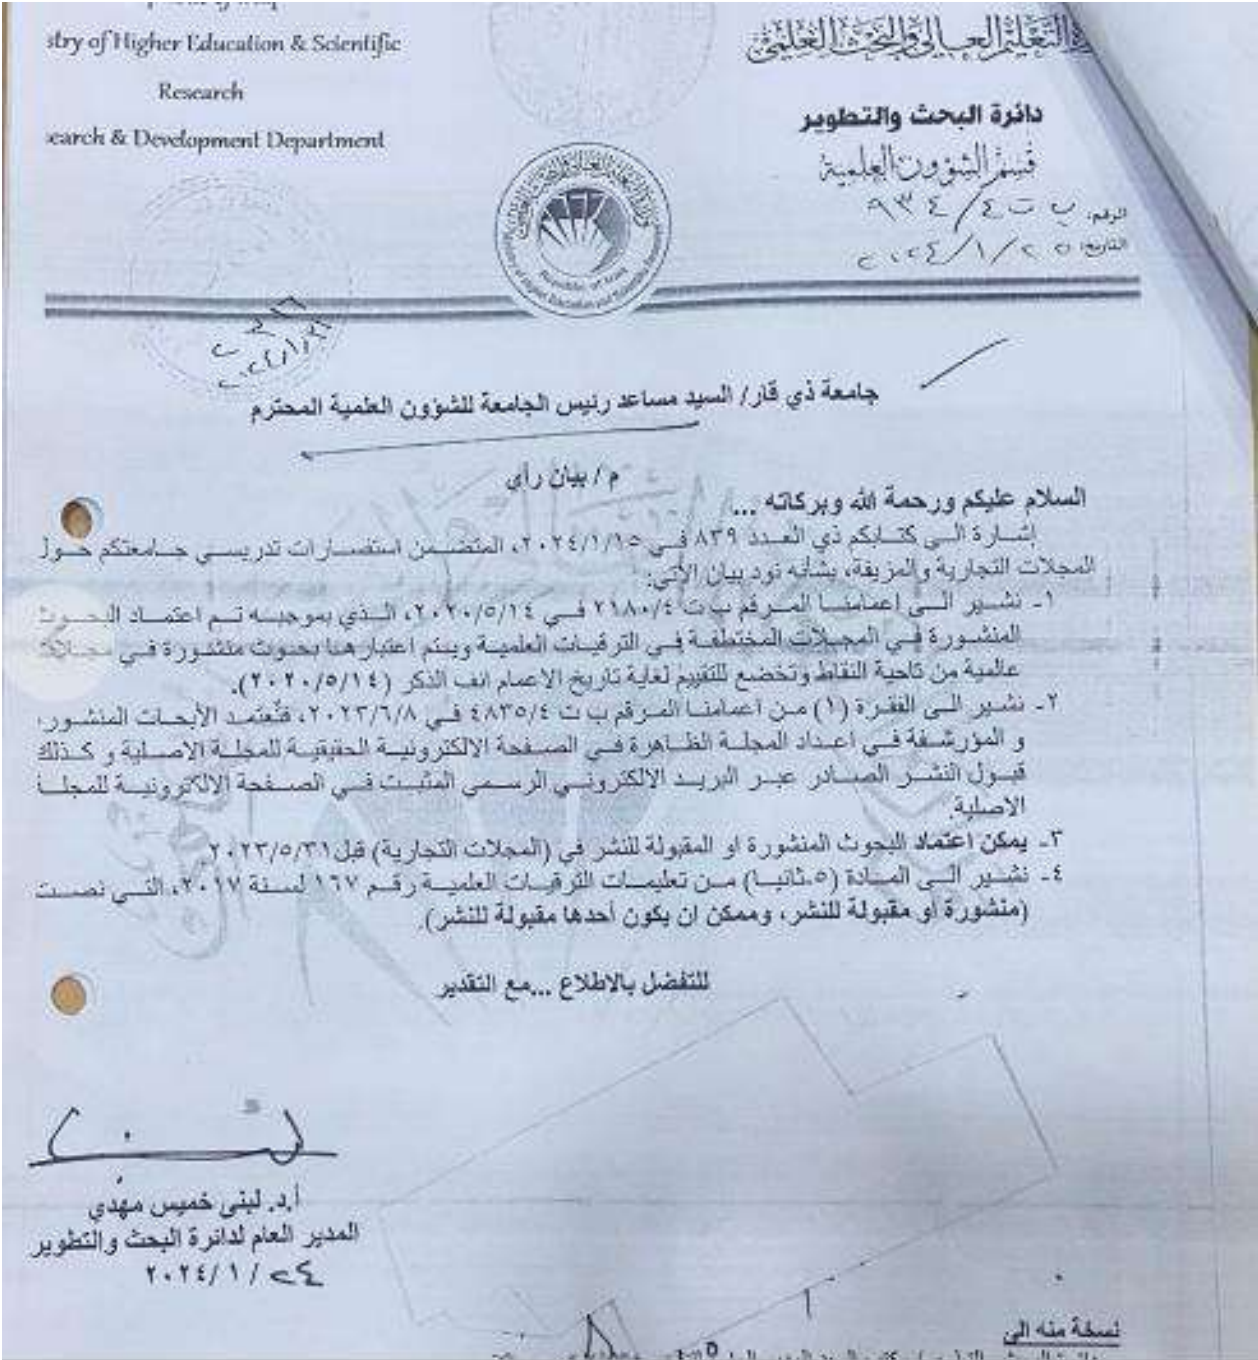 stry of Higher Education & Scientific
Research
earch & Development Department
التعليم العالي والبحث العلمي
دائرة البحث والتطوير
قسم الشؤون العلمية
الرقم: ب ت ٤/ ٩٣٤
التاريخ: ٢٠٢٤/١/٢٥
جامعة ذي قار/ السيد مساعد رئيس الجامعة للشؤون العلمية المحترم
م / بيان رأي
السلام عليكم ورحمة الله وبركاته ...
إشارة الى كتابكم ذي العدد ٨٣٩ في ٢٠٢٤/١/١٥، المتضمن استفسارات تدريسي جامعتكم حول
المجلات التجارية والمزيفة، بشأنه نود بيان الآتي:
١- نشير الى اعمامنا المرقم ب ت ٢١٨٠/٤ في ٢٠٢٠/٥/١٤، الذي بموجبه تم اعتماد البحوث
المنشورة في المجلات المختطفة في الترقيات العلمية ويتم اعتبارها بحوث منشورة في مجلات
عالمية من ناحية النقاط وتخضع للتقييم لغاية تاريخ الاعمام انف الذكر (٢٠٢٠/٥/١٤).
٢- نشير الى الفقرة (١) من اعمامنا المرقم ب ت ٤٨٣٥/٤ في ٢٠٢٣/٦/٨، فتُعتمد الأبحاث المنشورة
و المؤرشفة في اعداد المجلة الظاهرة في الصفحة الالكترونية الحقيقية للمجلة الاصلية و كذلك
قبول النشر الصادر عبر البريد الالكتروني الرسمي المثبت في الصفحة الالكترونية للمجلة
الاصلية.
٣- يمكن اعتماد البحوث المنشورة او المقبولة للنشر في (المجلات التجارية) قبل ٢٠٢٣/٥/٣١.
٤- نشير الى المادة (٥-ثانيا) من تعليمات الترقيات العلمية رقم ١٦٧ لسنة ٢٠١٧، التي نصت
(منشورة أو مقبولة للنشر، وممكن ان يكون أحدها مقبولة للنشر).
للتفضل بالاطلاع ...مع التقدير
أ.د. لبنى خميس مهدي
المدير العام لدائرة البحث والتطوير
٢٠٢٤/ ١ / ٢٤
نسخة منه الى